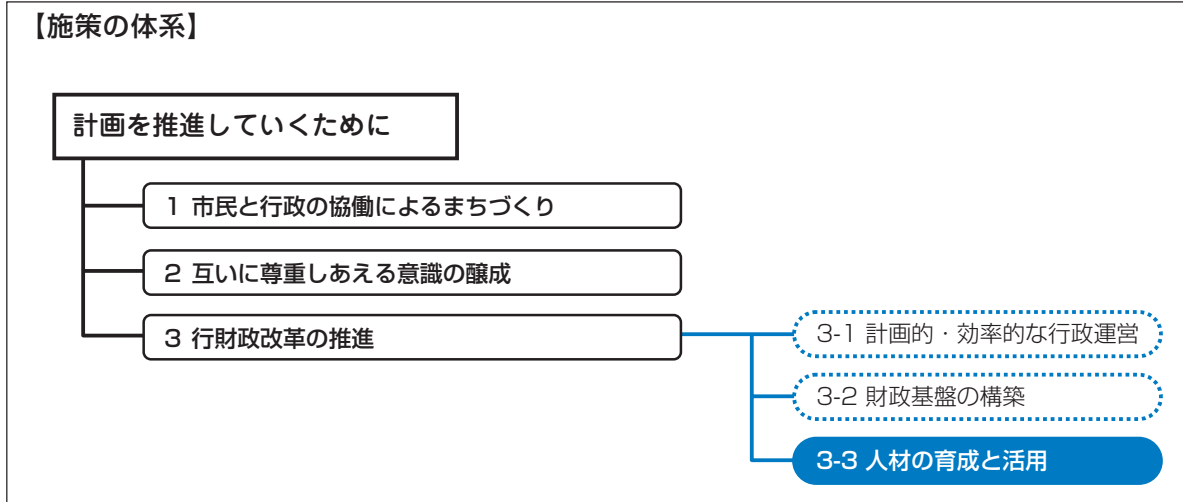 【施策の体系】
計画を推進していくために
1 市民と行政の協働によるまちづくり
2 互いに尊重しあえる意識の醸成
3 行財政改革の推進
3-1 計画的・効率的な行政運営
3-2 財政基盤の構築
3-3 人材の育成と活用